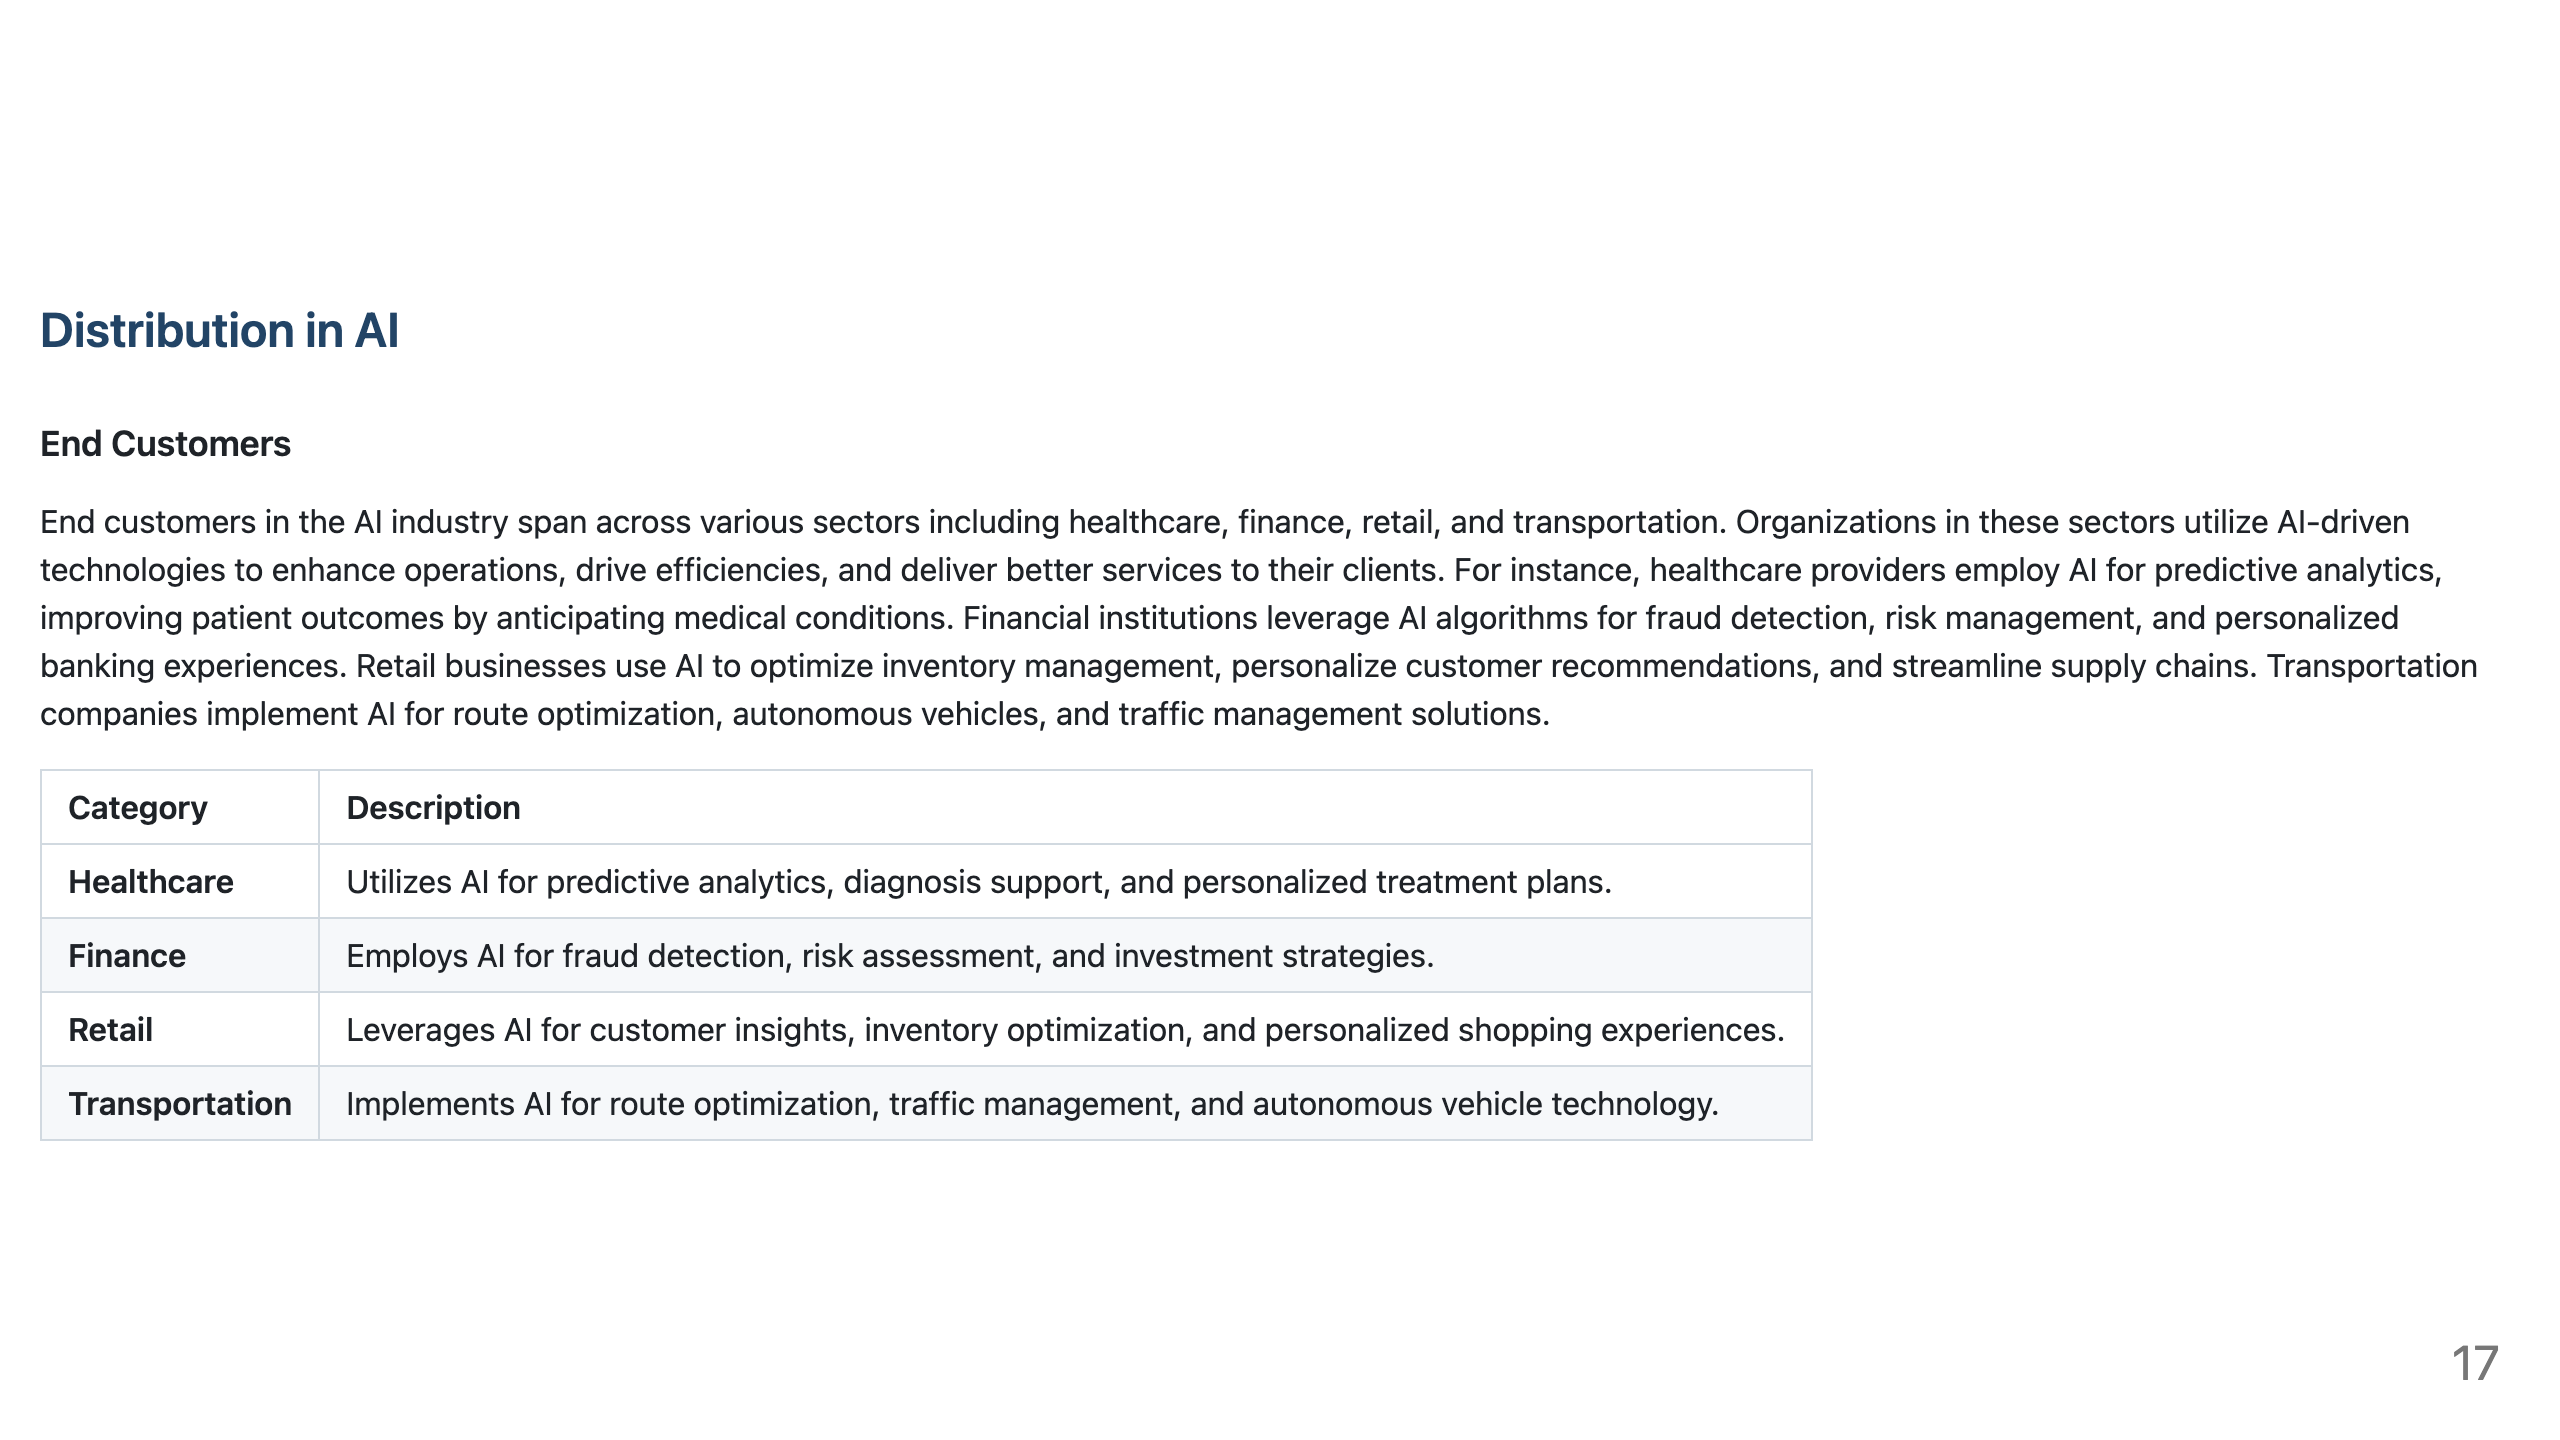 Distribution in AI
End Customers
End customers in the AI industry span across various sectors including healthcare, finance, retail, and transportation. Organizations in these sectors utilize AI-driven
technologies to enhance operations, drive efficiencies, and deliver better services to their clients. For instance, healthcare providers employ AI for predictive analytics,
improving patient outcomes by anticipating medical conditions. Financial institutions leverage AI algorithms for fraud detection, risk management, and personalized
banking experiences. Retail businesses use AI to optimize inventory management, personalize customer recommendations, and streamline supply chains. Transportation
companies implement AI for route optimization, autonomous vehicles, and traffic management solutions.
Category Description
Healthcare Utilizes AI for predictive analytics, diagnosis support, and personalized treatment plans.
Finance Employs AI for fraud detection, risk assessment, and investment strategies.
Retail Leverages AI for customer insights, inventory optimization, and personalized shopping experiences.
Transportation Implements AI for route optimization, traffic management, and autonomous vehicle technology.
17